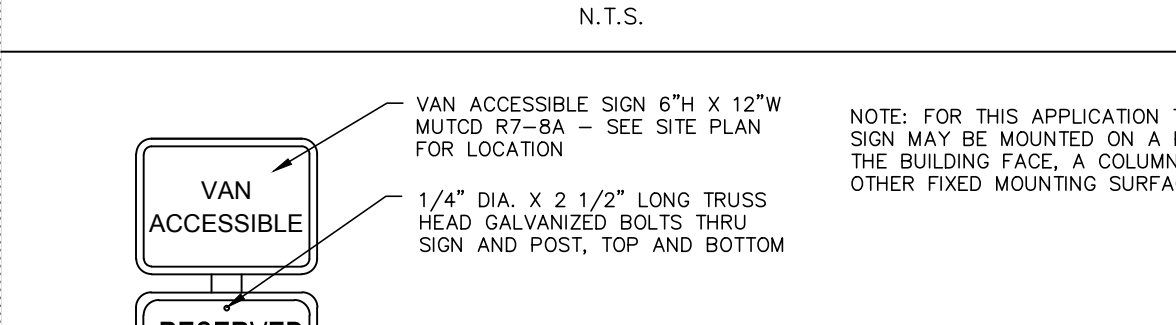 N.T.S.
VAN ACCESSIBLE SIGN 6"H X 12"W
MUTCD R7-8A - SEE SITE PLAN
FOR LOCATION
1/4" DIA. X 2 1/2" LONG TRUSS
HEAD GALVANIZED BOLTS THRU
SIGN AND POST, TOP AND BOTTOM
NOTE: FOR THIS APPLICATION
SIGN MAY BE MOUNTED ON A
THE BUILDING FACE, A COLUMN
OTHER FIXED MOUNTING
VAN
ACCESSIBLE
RESERVED